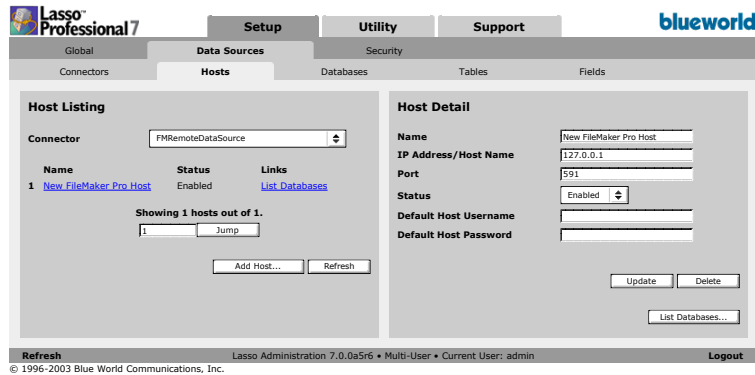 Lasso™
Professional 7
Setup
Utility
Support
blueworld
Global
Data Sources
Security
Connectors
Hosts
Databases
Tables
Fields
Host Listing
Connector
FMRemoteDataSource
Name Status Links
1 New FileMaker Pro Host Enabled List Databases
Showing 1 hosts out of 1.
1 Jump
Add Host... Refresh
Host Detail
Name New FileMaker Pro Host
IP Address/Host Name 127.0.0.1
Port 591
Status Enabled
Default Host Username
Default Host Password
Update Delete
List Databases...
Refresh Lasso Administration 7.0.0a5r6 • Multi-User • Current User: admin Logout
© 1996-2003 Blue World Communications, Inc.